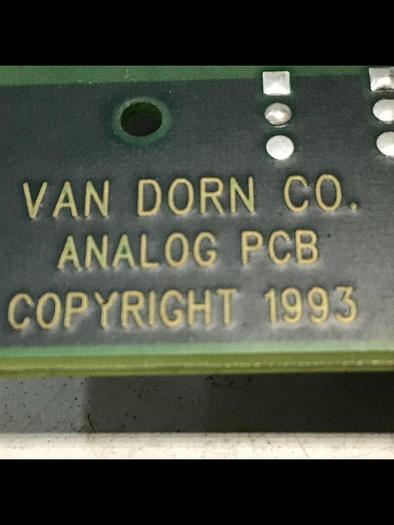 VAN DORN CO.
ANALOG PCB
COPYRIGHT 1993